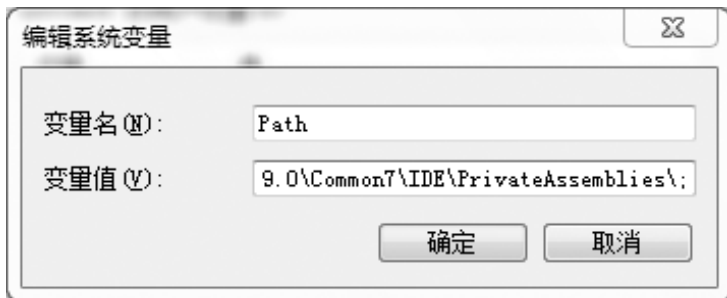 编辑系统变量
变量名(N): Path
变量值(V): 9.0\Common7\IDE\PrivateAssemblies\;
确定 取消